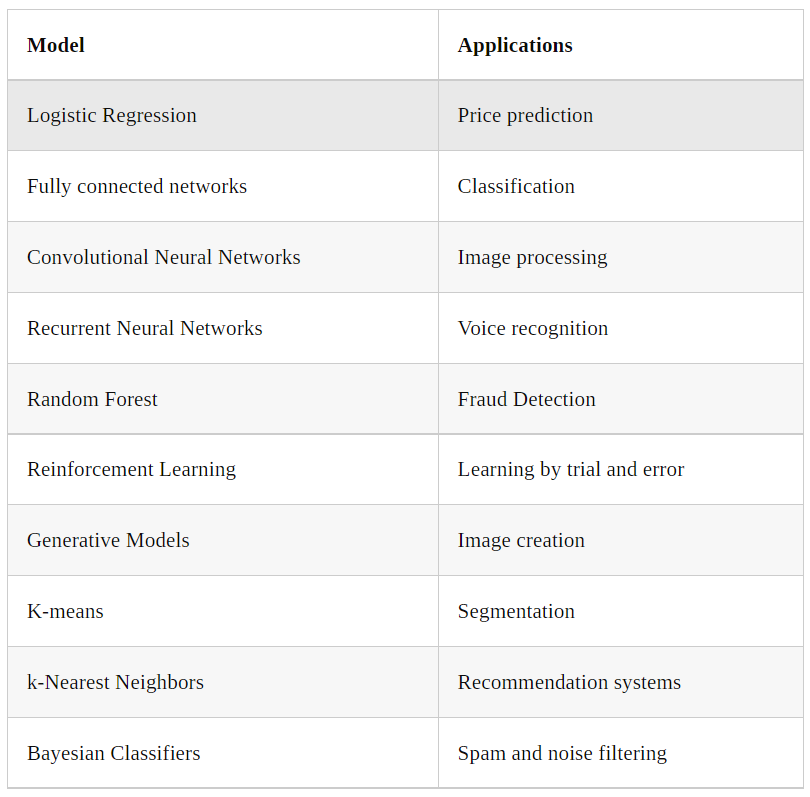 Model Applications
Logistic Regression Price prediction
Fully connected networks Classification
Convolutional Neural Networks Image processing
Recurrent Neural Networks Voice recognition
Random Forest Fraud Detection
Reinforcement Learning Learning by trial and error
Generative Models Image creation
K-means Segmentation
k-Nearest Neighbors Recommendation systems
Bayesian Classifiers Spam and noise filtering